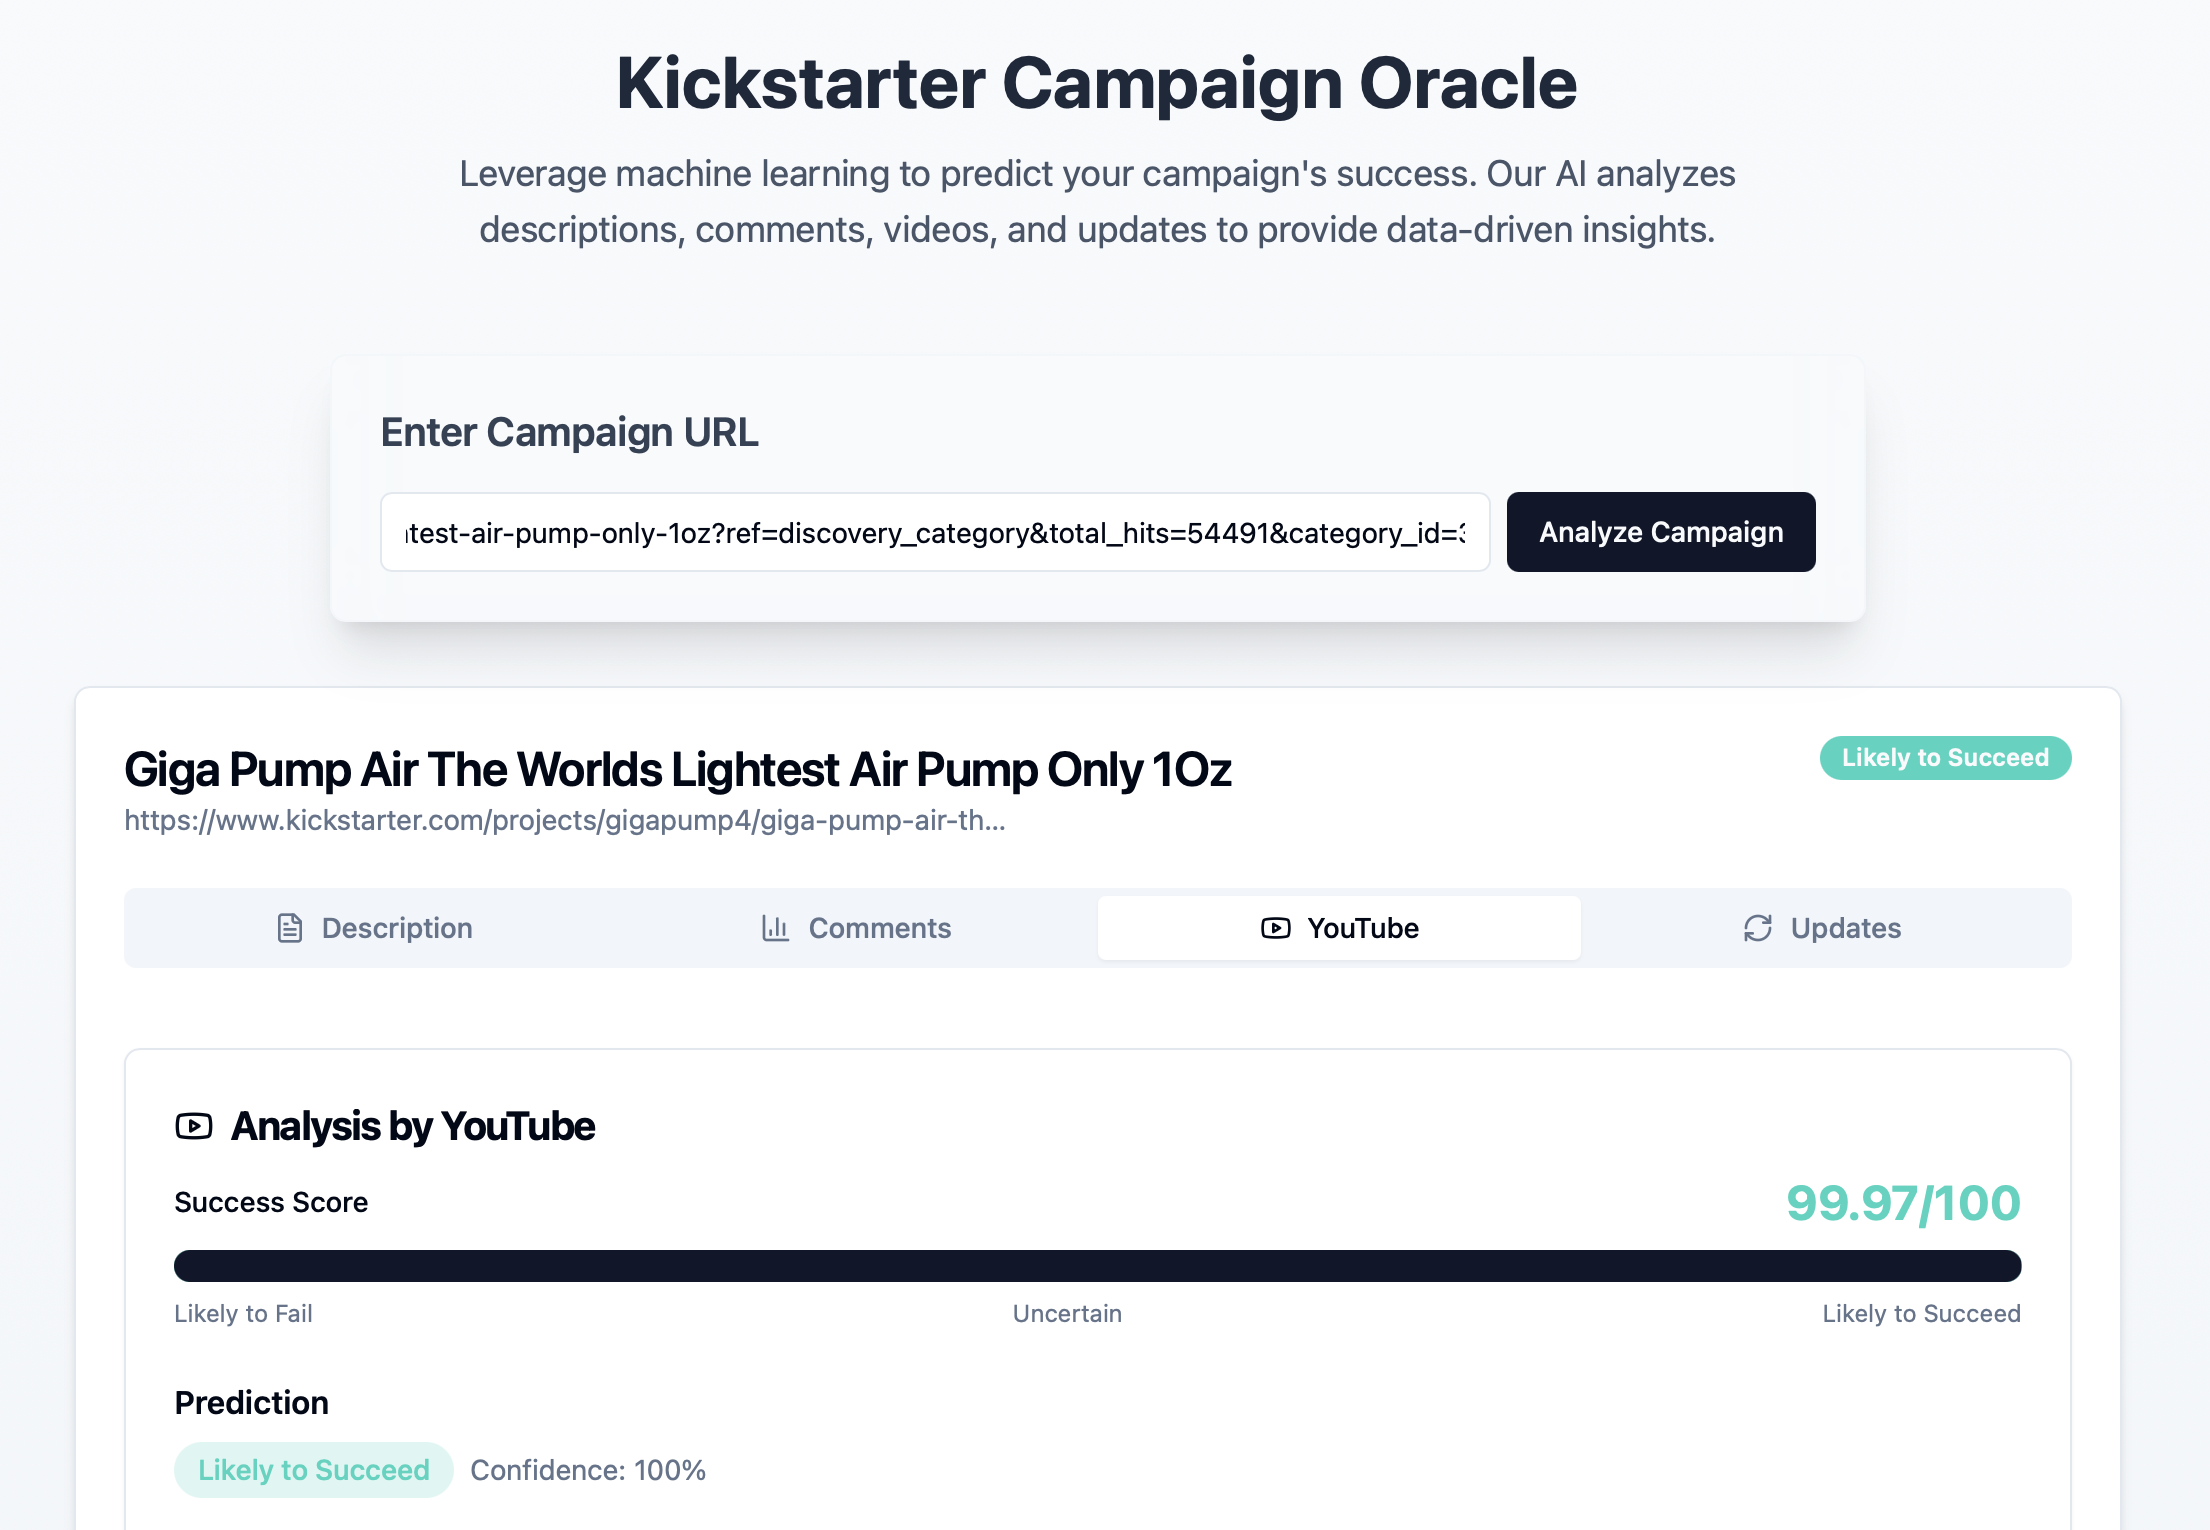 Kickstarter Campaign Oracle
Leverage machine learning to predict your campaign's success. Our AI analyzes
descriptions, comments, videos, and updates to provide data-driven insights.
Enter Campaign URL
test-air-pump-only-1oz?ref=discovery_category&total_hits=54491&category_id=
Analyze Campaign
Giga Pump Air The Worlds Lightest Air Pump Only 1Oz
Likely to Succeed
https://www.kickstarter.com/projects/gigapump4/giga-pump-air-th...
Description
Comments
YouTube
Updates
Analysis by YouTube
Success Score
99.97/100
Likely to Fail
Uncertain
Likely to Succeed
Prediction
Likely to Succeed
Confidence: 100%